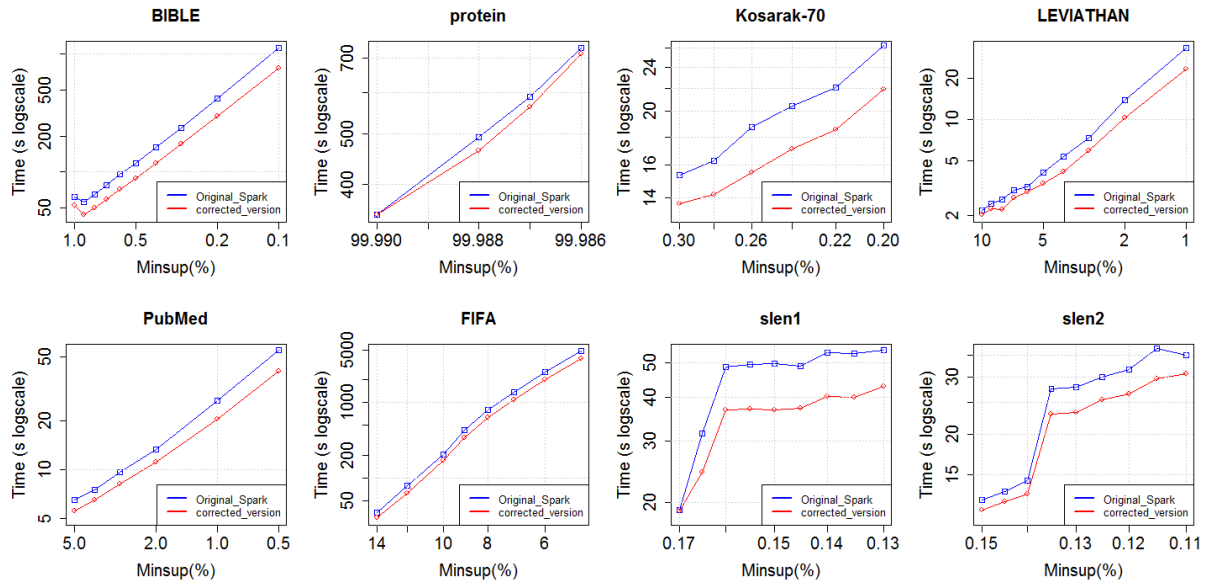 BIBLE
Time (s logscale)
500
200
50
Original_Spark
corrected_version
1.0 0.5 0.2 0.1
Minsup(%)
protein
Time (s logscale)
700
500
400
Original_Spark
corrected_version
99.990 99.988 99.986
Minsup(%)
Kosarak-70
Time (s logscale)
24
20
16
14
Original_Spark
corrected_version
0.30 0.26 0.22 0.20
Minsup(%)
LEVIATHAN
Time (s logscale)
20
10
5
2
Original_Spark
corrected_version
10 5 2 1
Minsup(%)
PubMed
Time (s logscale)
50
20
10
5
Original_Spark
corrected_version
5.0 2.0 1.0 0.5
Minsup(%)
FIFA
Time (s logscale)
5000
1000
200
50
Original_Spark
corrected_version
14 10 8 6
Minsup(%)
slen1
Time (s logscale)
50
40
30
20
Original_Spark
corrected_version
0.17 0.15 0.14 0.13
Minsup(%)
slen2
Time (s logscale)
30
20
15
Original_Spark
corrected_version
0.15 0.13 0.12 0.11
Minsup(%)